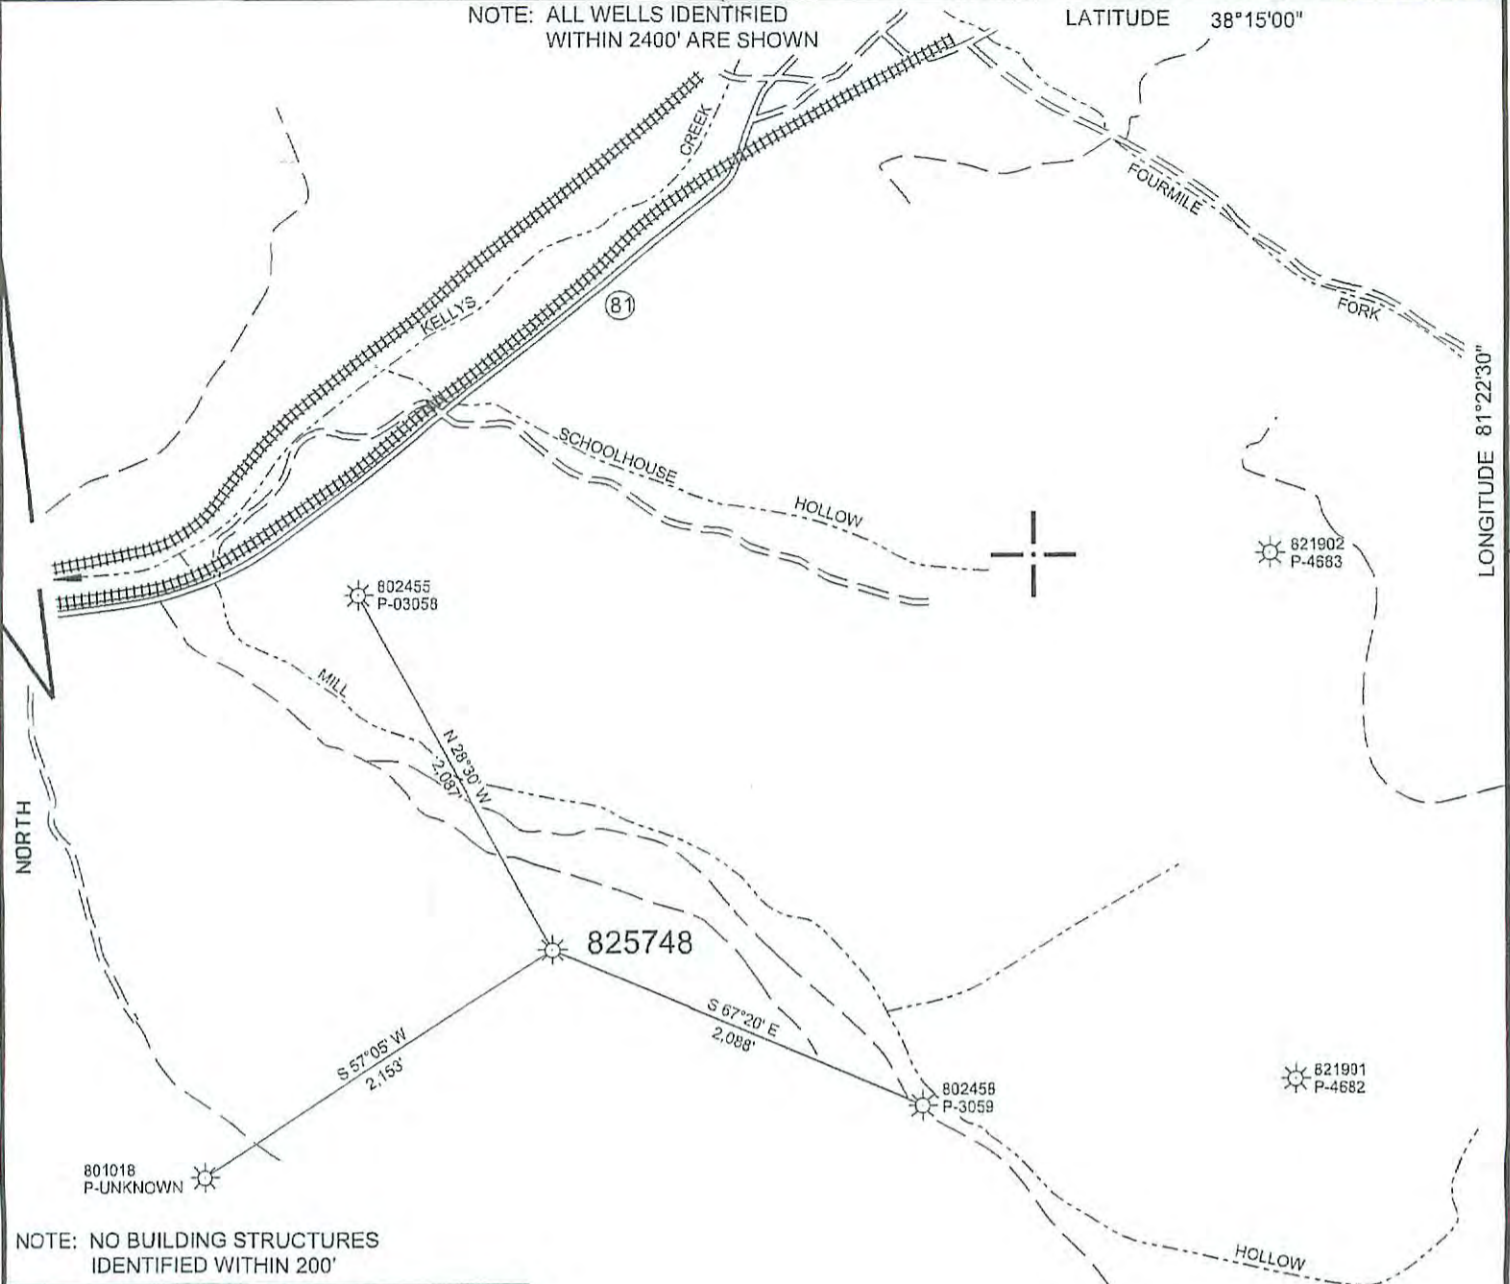 NOTE: ALL WELLS IDENTIFIED
WITHIN 2400' ARE SHOWN
LATITUDE 38°15'00"
CREEK
FOURMILE
FORK
KELLYS
81
LONGITUDE 81°22'30"
SCHOOLHOUSE
HOLLOW
821902
P-4683
802455
P-03058
MILL
N 28°30' W
2,087'
NORTH
825748
S 67°20' E
2,088'
S 57°05' W
2,153'
802458
P-3059
821901
P-4682
801018
P-UNKNOWN
NOTE: NO BUILDING STRUCTURES
IDENTIFIED WITHIN 200'
HOLLOW